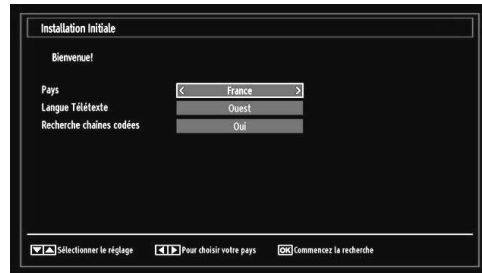 Installation Initiale
Bienvenue!
Pays < France >
Langue Télétexte Ouest
Recherche chaînes codées Oui
▼▲ Sélectionner le réglage ◀▶ Pour choisir votre pays OK Commencez la recherche